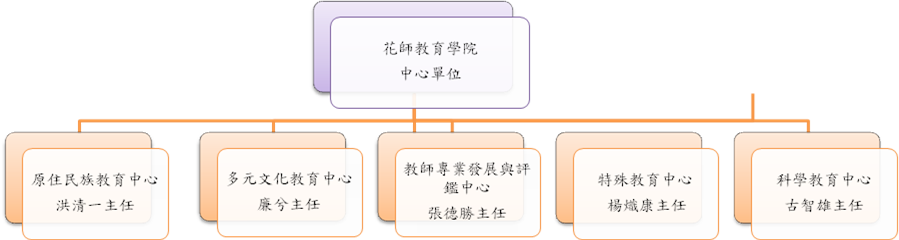 花師教育學院
中心單位
原住民族教育中心
洪清一主任
多元文化教育中心
廉兮主任
教師專業發展與評
鑑中心
張德勝主任
特殊教育中心
楊熾康主任
科學教育中心
古智雄主任